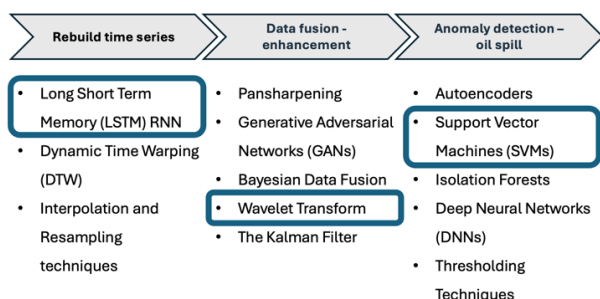 Rebuild time series
Data fusion -
enhancement
Anomaly detection –
oil spill
• Long Short Term
Memory (LSTM) RNN
• Dynamic Time Warping
(DTW)
• Interpolation and
Resampling
techniques
• Pansharpening
• Generative Adversarial
Networks (GANs)
• Bayesian Data Fusion
• Wavelet Transform
• The Kalman Filter
• Autoencoders
• Support Vector
Machines (SVMs)
• Isolation Forests
• Deep Neural Networks
(DNNs)
• Thresholding
Techniques